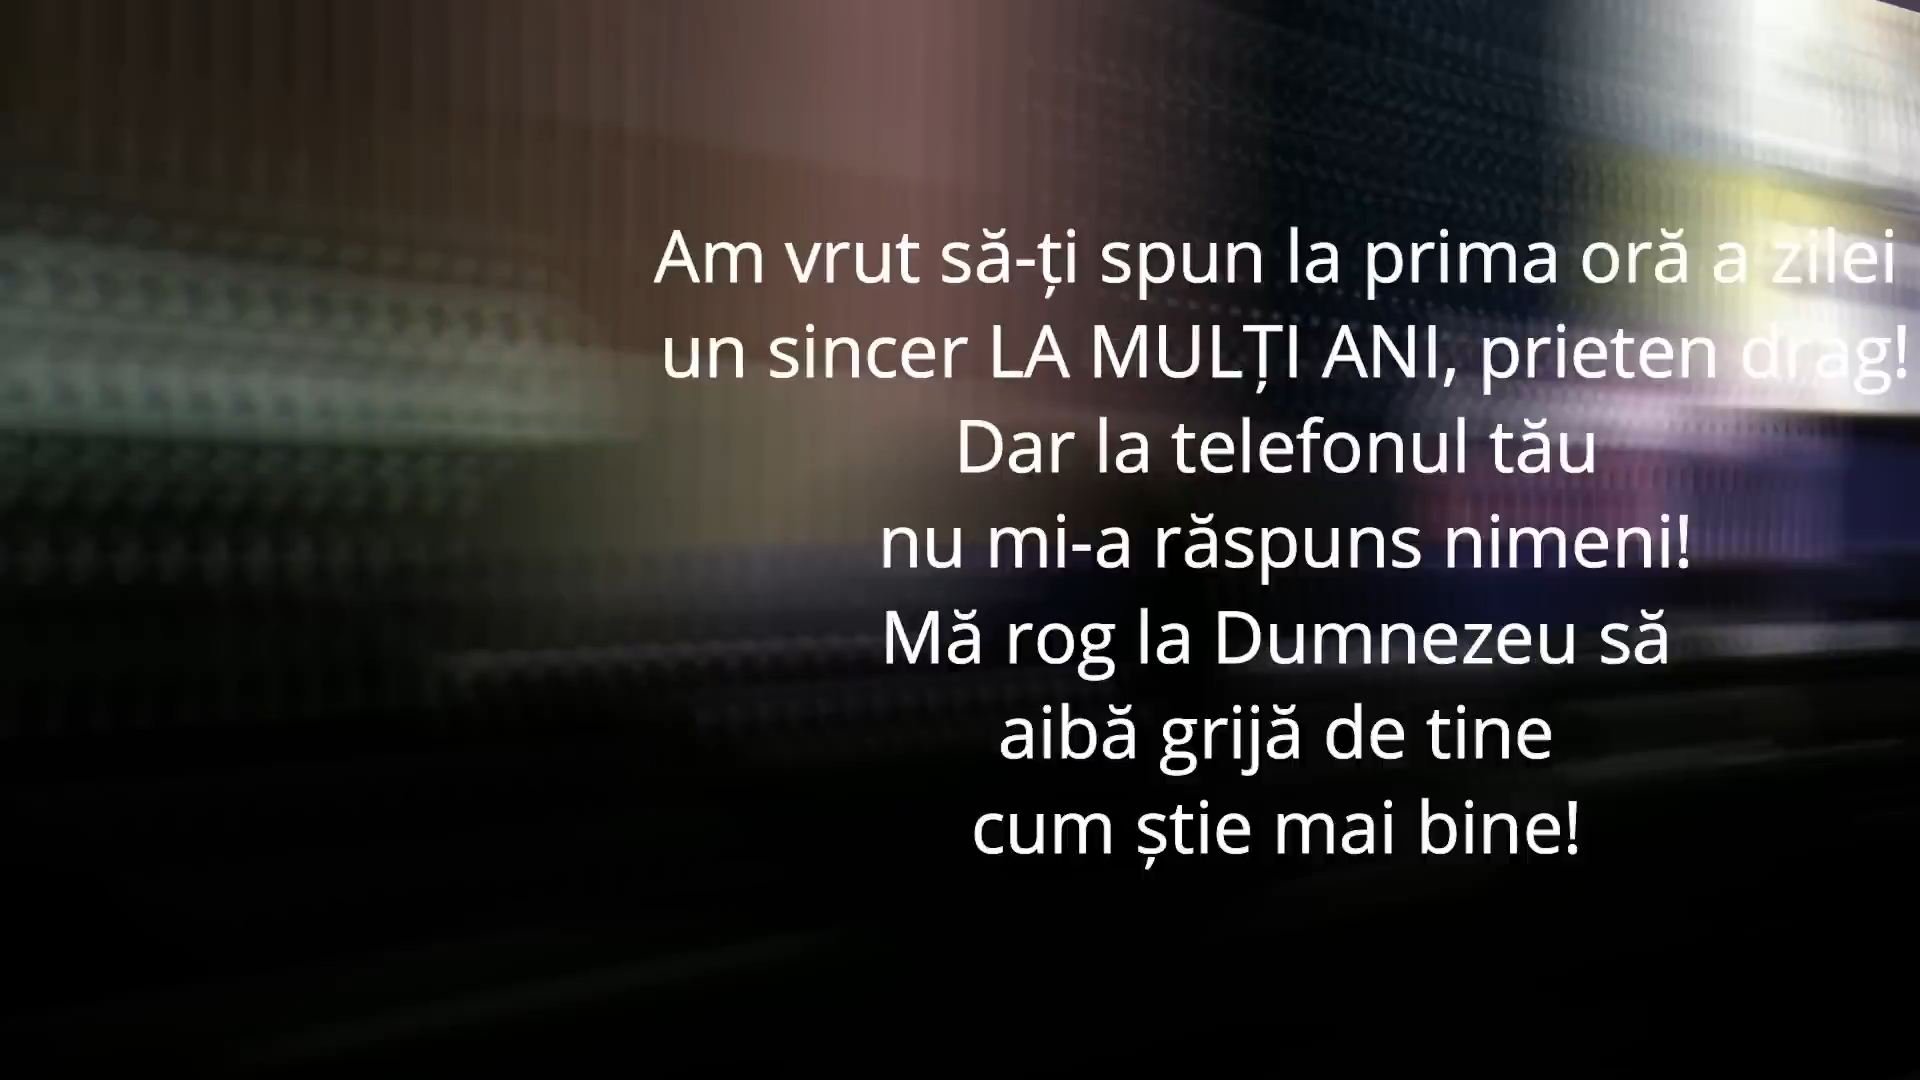 Am vrut să-ți spun la prima oră a zilei
un sincer LA MULȚI ANI, prieten drag!
Dar la telefonul tău
nu mi-a răspuns nimeni!
Mă rog la Dumnezeu să
aibă grijă de tine
cum știe mai bine!